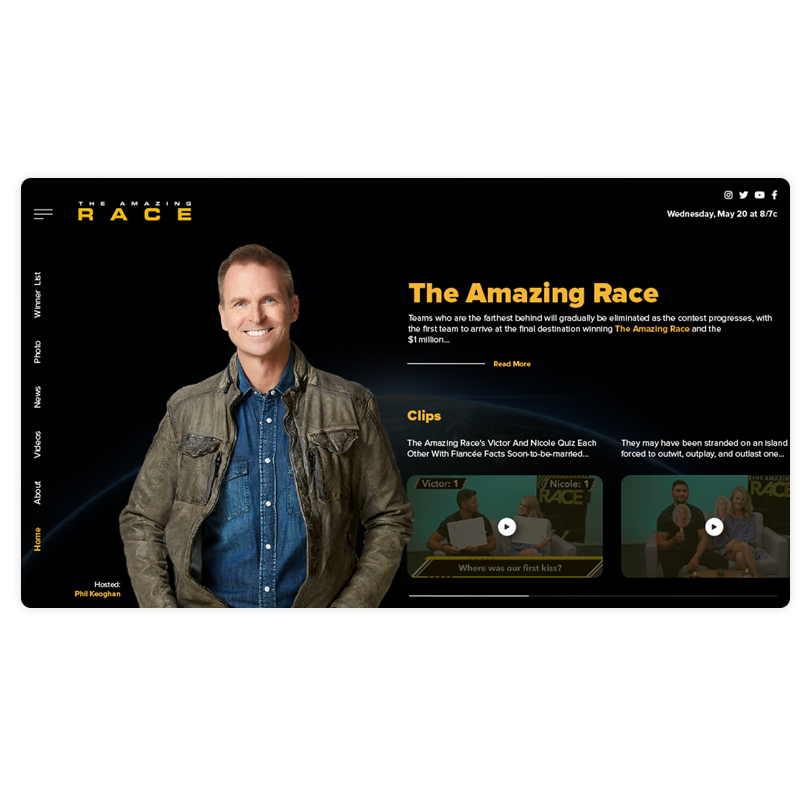 THE AMAZING
RACE
Wednesday, May 20 at 8/7c
Winner List
Photo
News
Videos
About
Home
Hosted:
Phil Keoghan
The Amazing Race
Teams who are the farthest behind will gradually be eliminated as the contest progresses, with
the first team to arrive at the final destination winning The Amazing Race and the
$1 million...
Read More
Clips
The Amazing Race's Victor And Nicole Quiz Each
Other With Fiancée Facts Soon-to-be-married...
They may have been stranded on an island
forced to outwit, outplay, and outlast one...
Victor: 1
Nicole: 1
RACE
Where was our first kiss?
THE AMAZING
RACE